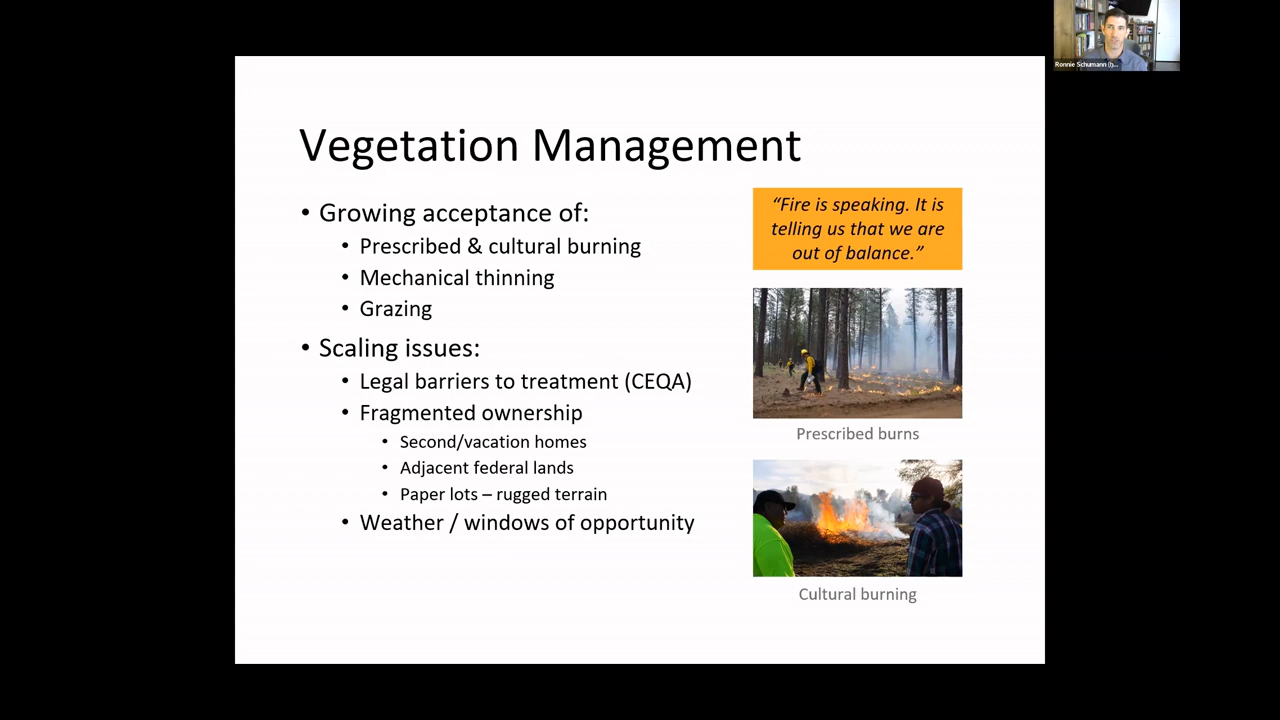 Ronnie Schumann (\)...
Vegetation Management
• Growing acceptance of:
• Prescribed & cultural burning
• Mechanical thinning
• Grazing
• Scaling issues:
• Legal barriers to treatment (CEQA)
• Fragmented ownership
• Second/vacation homes
• Adjacent federal lands
• Paper lots – rugged terrain
• Weather / windows of opportunity
“Fire is speaking. It is
telling us that we are
out of balance.”
Prescribed burns
Cultural burning